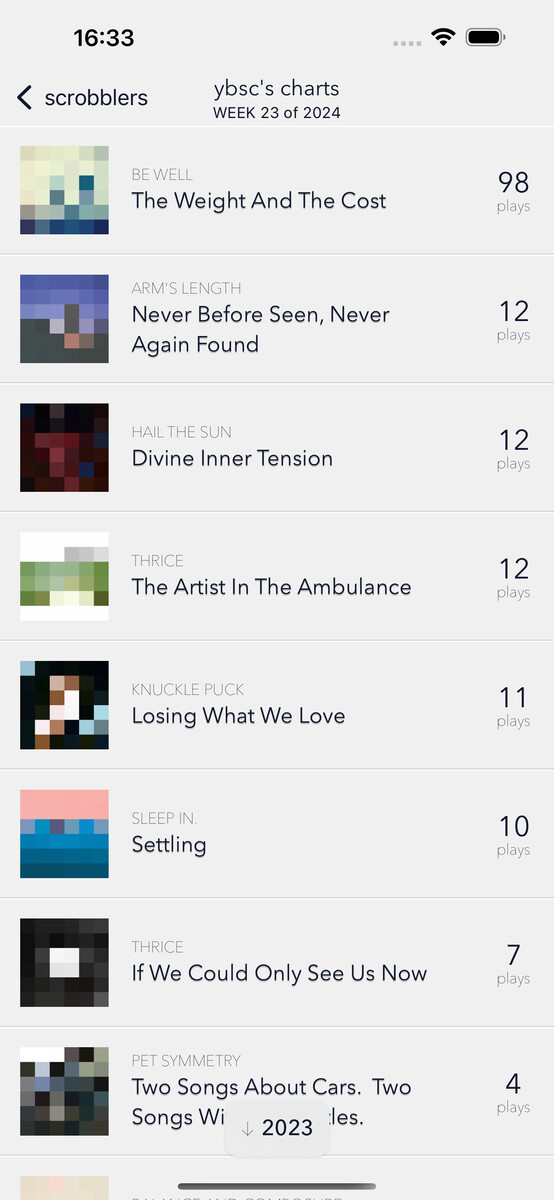 16:33
scrobblers
ybsc's charts
WEEK 23 of 2024
BE WELL
The Weight And The Cost
98
plays
ARM'S LENGTH
Never Before Seen, Never
Again Found
12
plays
HAIL THE SUN
Divine Inner Tension
12
plays
THRICE
The Artist In The Ambulance
12
plays
KNUCKLE PUCK
Losing What We Love
11
plays
SLEEP IN.
Settling
10
plays
THRICE
If We Could Only See Us Now
7
plays
PET SYMMETRY
Two Songs About Cars. Two
Songs
4
plays
↓ 2023